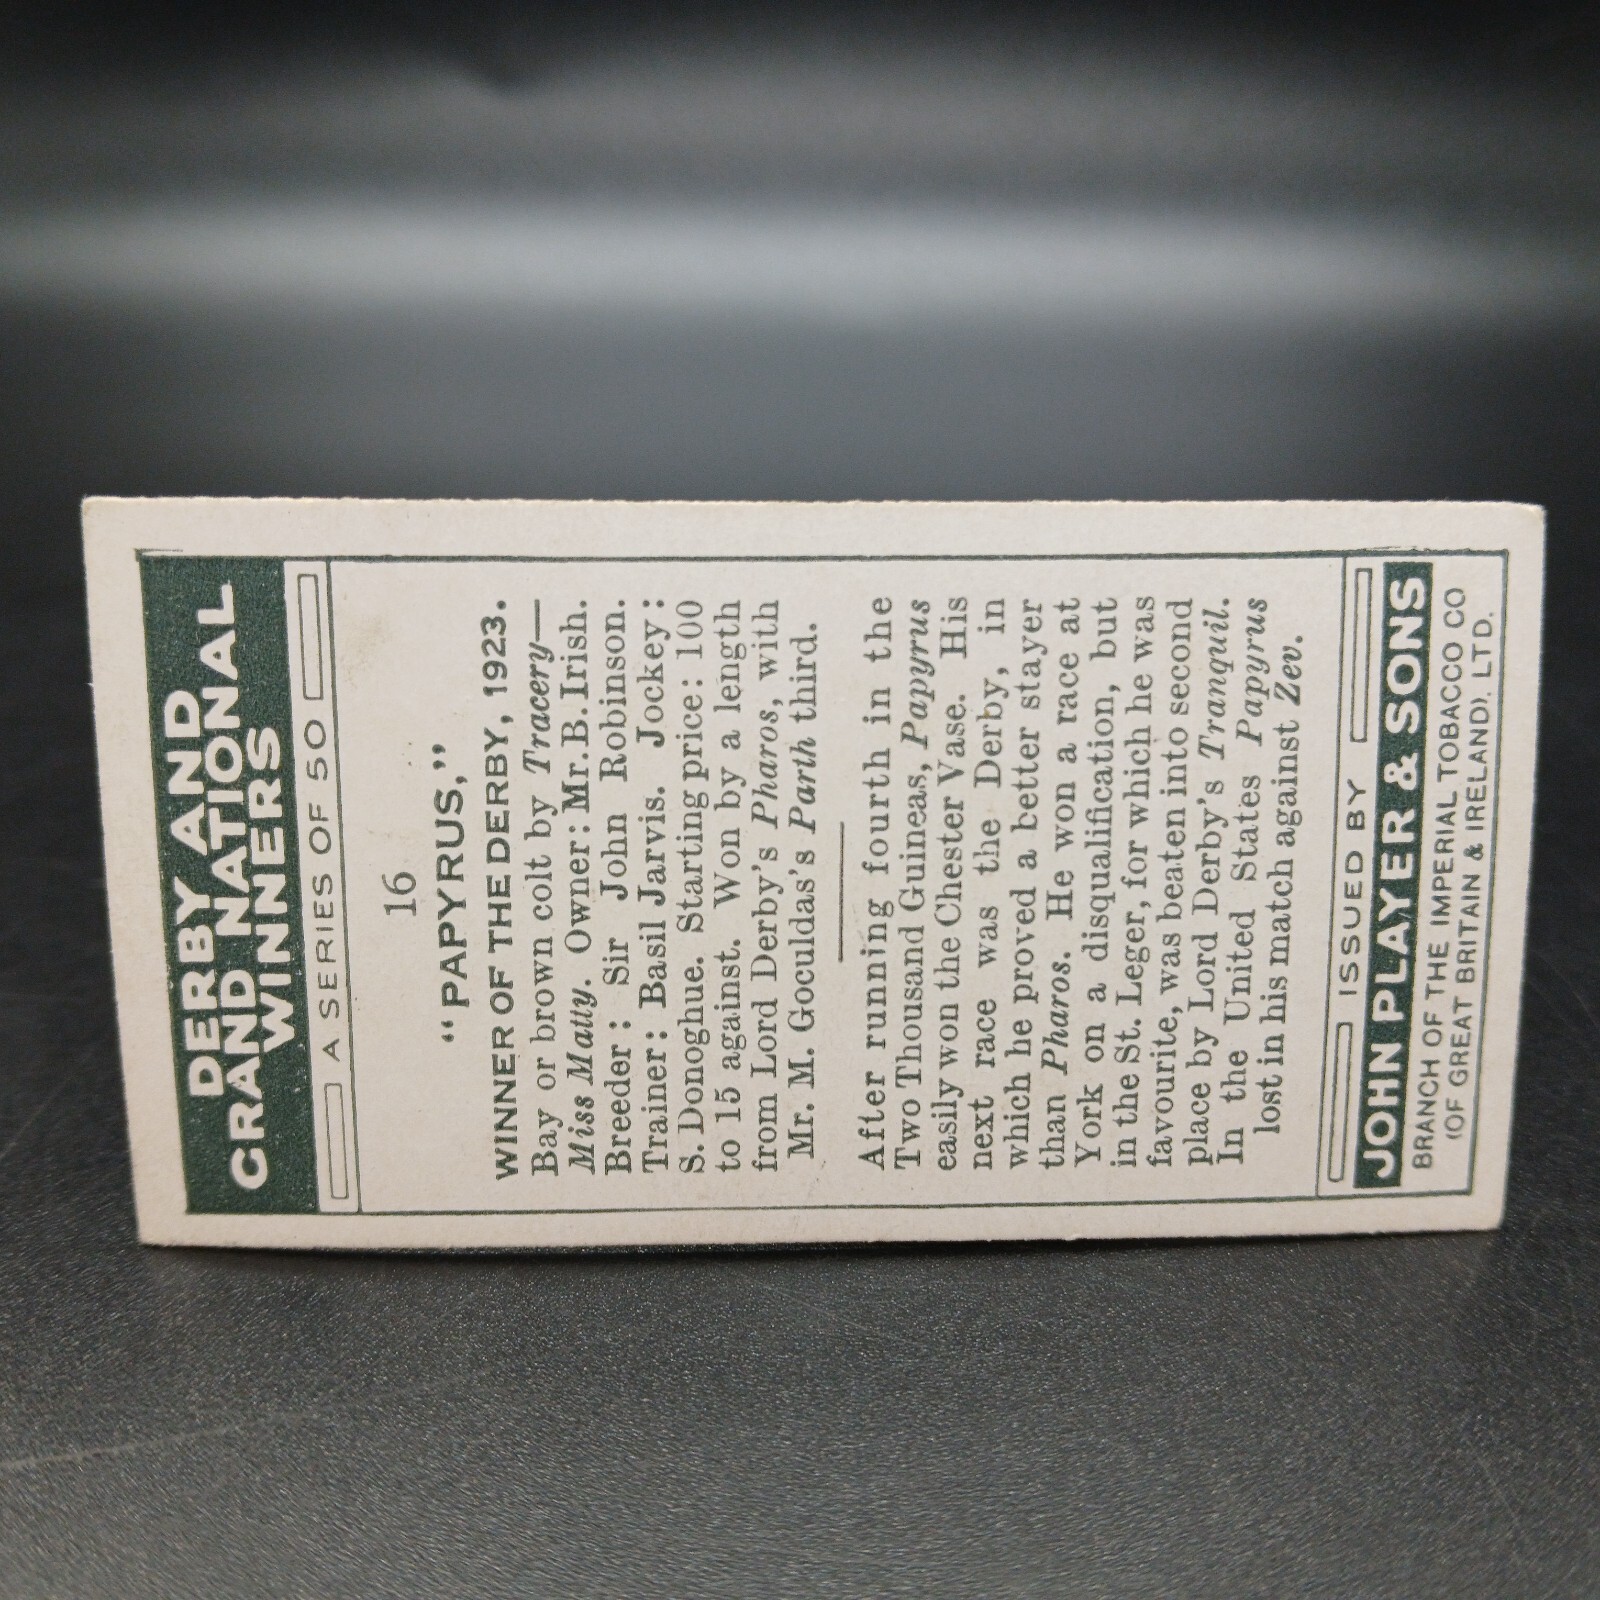 DERBY AND
GRAND NATIONAL
WINNERS
A SERIES OF 50
16
"PAPYRUS,"
WINNER OF THE DERBY, 1923.
Bay or brown colt by Tracery—
Miss Matty. Owner: Mr. B. Irish.
Breeder: Sir John Robinson.
Trainer: Basil Jarvis. Jockey:
S. Donoghue. Starting price: 100
to 15 against. Won by a length
from Lord Derby's Pharos, with
Mr. M. Goculdas's Parth third.
After running fourth in the
Two Thousand Guineas, Papyrus
easily won the Chester Vase. His
next race was the Derby, in
which he proved a better stayer
than Pharos. He won a race at
York on a disqualification, but
in the St. Leger, for which he was
favourite, was beaten into second
place by Lord Derby's Tranquil.
In the United States Papyrus
lost in his match against Zev.
ISSUED BY
JOHN PLAYER & SONS
BRANCH OF THE IMPERIAL TOBACCO CO
(OF GREAT BRITAIN & IRELAND), LTD.